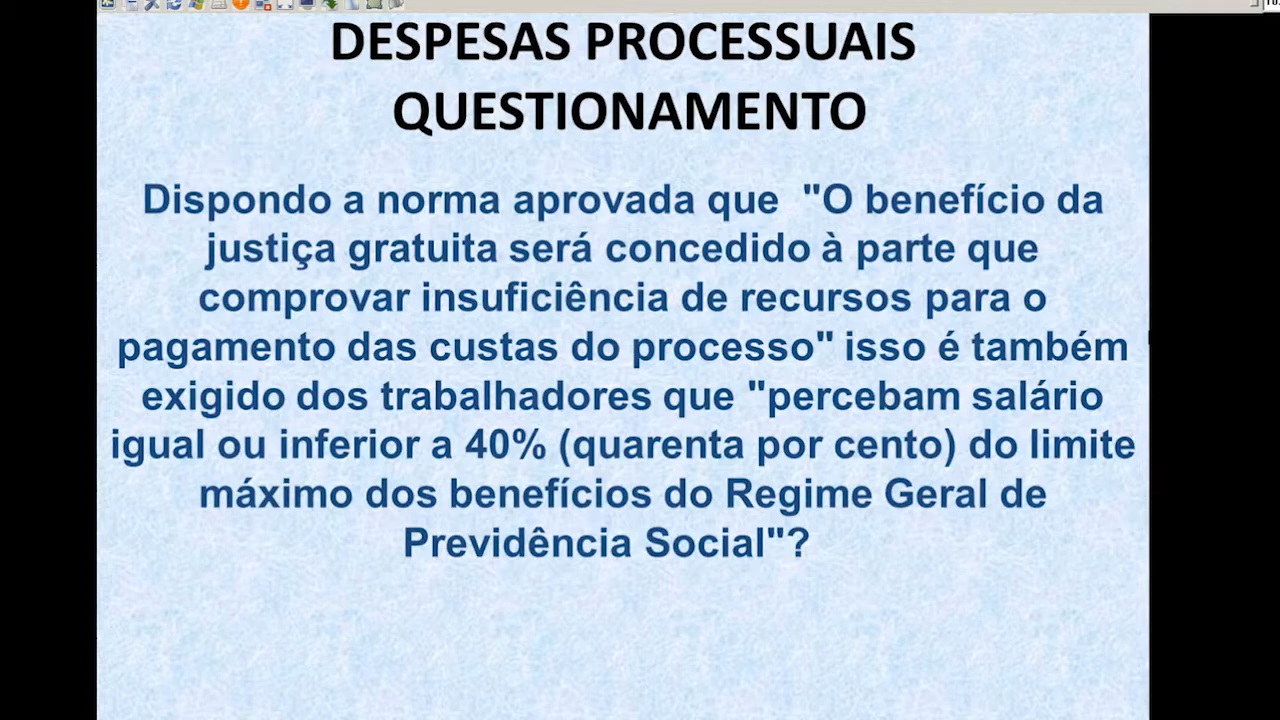 DESPESAS PROCESSUAIS
QUESTIONAMENTO
Dispondo a norma aprovada que "O benefício da
justiça gratuita será concedido à parte que
comprovar insuficiência de recursos para o
pagamento das custas do processo" isso é também
exigido dos trabalhadores que "percebam salário
igual ou inferior a 40% (quarenta por cento) do limite
máximo dos benefícios do Regime Geral de
Previdência Social"?